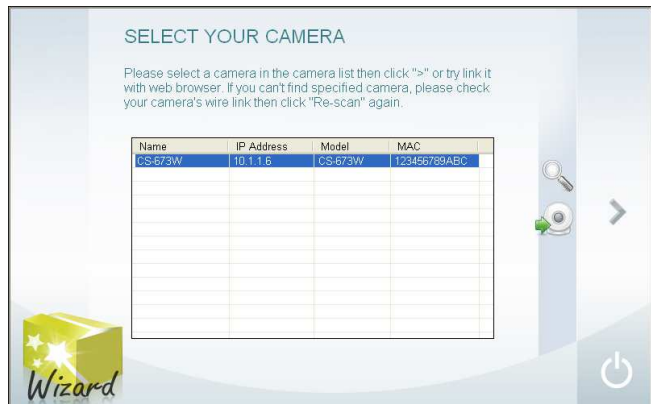 SELECT YOUR CAMERA
Please select a camera in the camera list then click ">" or try link it
with web browser. If you can't find specified camera, please check
your camera's wire link then click "Re-scan" again.
Name IP Address Model MAC
CS-673W 10.1.1.6 CS-673W 123456789ABC
Wizard